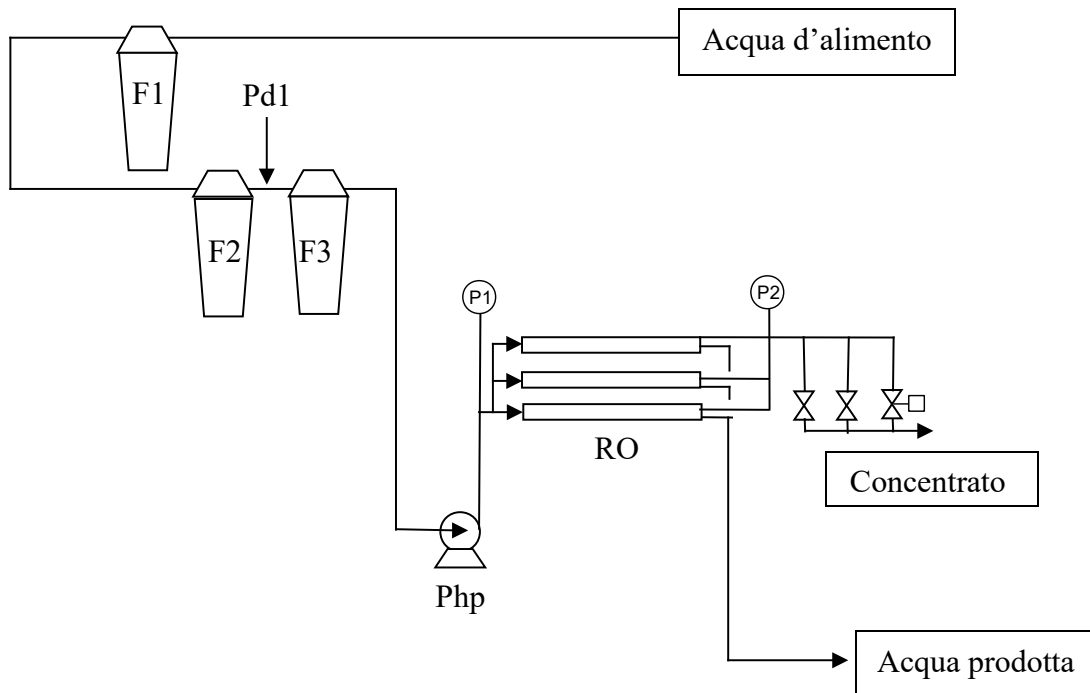 Acqua d’alimento
F1
Pd1
F2
F3
P1
P2
RO
Concentrato
Php
Acqua prodotta